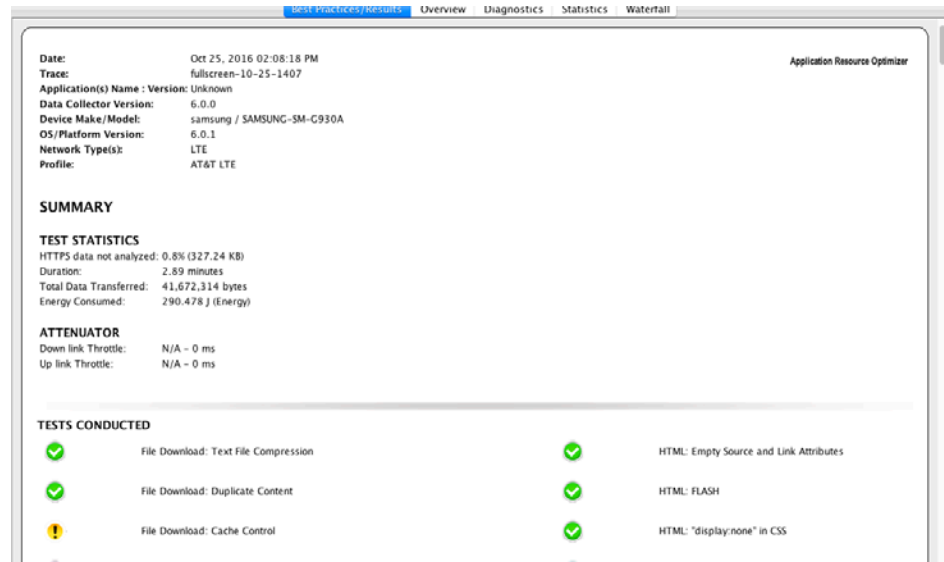 Best Practices/Results Overview Diagnostics Statistics Waterfall
Date: Oct 25, 2016 02:08:18 PM
Application Resource Optimizer
Trace: fullscreen-10-25-1407
Application(s) Name : Version: Unknown
Data Collector Version: 6.0.0
Device Make/Model: samsung / SAMSUNG-SM-G930A
OS/Platform Version: 6.0.1
Network Type(s): LTE
Profile: AT&T LTE
SUMMARY
TEST STATISTICS
HTTPS data not analyzed: 0.8% (327.24 KB)
Duration: 2.89 minutes
Total Data Transferred: 41,672,314 bytes
Energy Consumed: 290.478 J (Energy)
ATTENUATOR
Down link Throttle: N/A - 0 ms
Up link Throttle: N/A - 0 ms
TESTS CONDUCTED
File Download: Text File Compression HTML: Empty Source and Link Attributes
File Download: Duplicate Content HTML: FLASH
File Download: Cache Control HTML: "display:none" in CSS